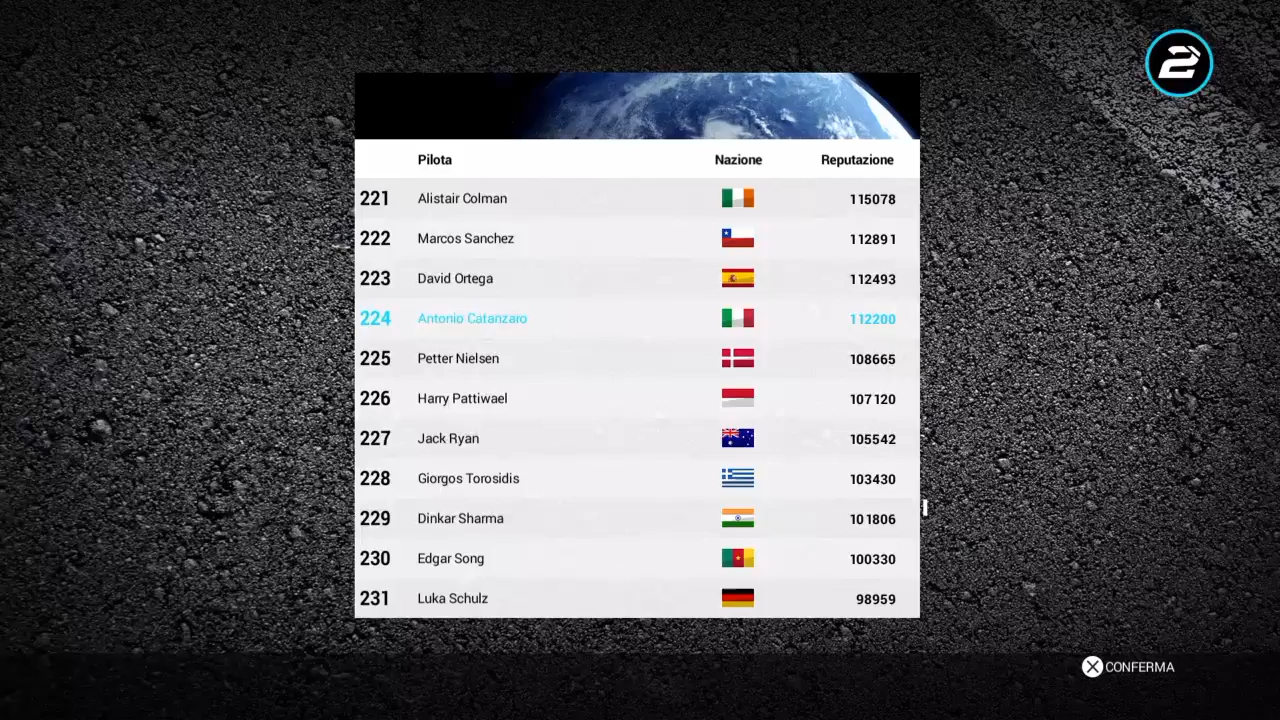 2
Pilota Nazione Reputazione
221 Alistair Colman 115078
222 Marcos Sanchez 112891
223 David Ortega 112493
224 Antonio Catanzaro 112200
225 Petter Nielsen 108665
226 Harry Pattiwael 107120
227 Jack Ryan 105542
228 Giorgos Torosidis 103430
229 Dinkar Sharma 101806
230 Edgar Song 100330
231 Luka Schulz 98959
X CONFERMA